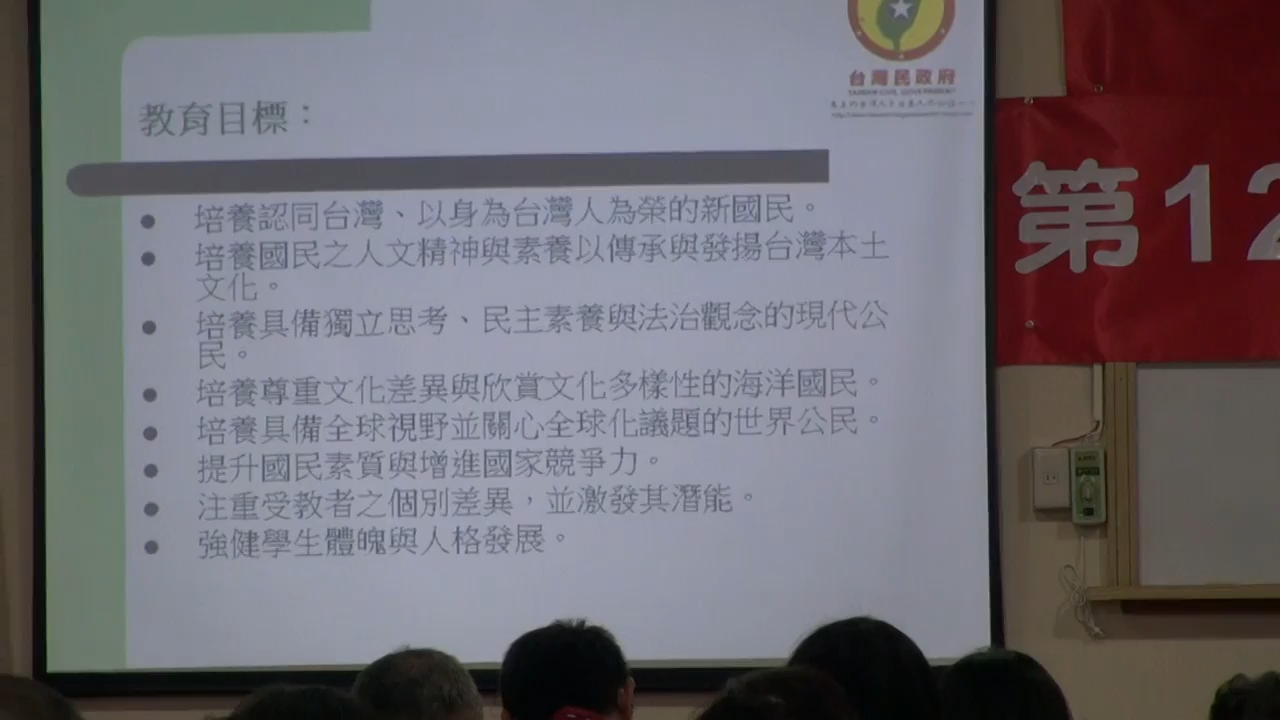 台灣民政府
TAIWAN CIVIL GOVERNMENT
教育目標：
培養認同台灣、以身為台灣人為榮的新國民。
培養國民之人文精神與素養以傳承與發揚台灣本土
文化。
培養具備獨立思考、民主素養與法治觀念的現代公
民。
培養尊重文化差異與欣賞文化多樣性的海洋國民。
培養具備全球視野並關心全球化議題的世界公民。
提升國民素質與增進國家競爭力。
注重受教者之個別差異，並激發其潛能。
強健學生體魄與人格發展。
第12